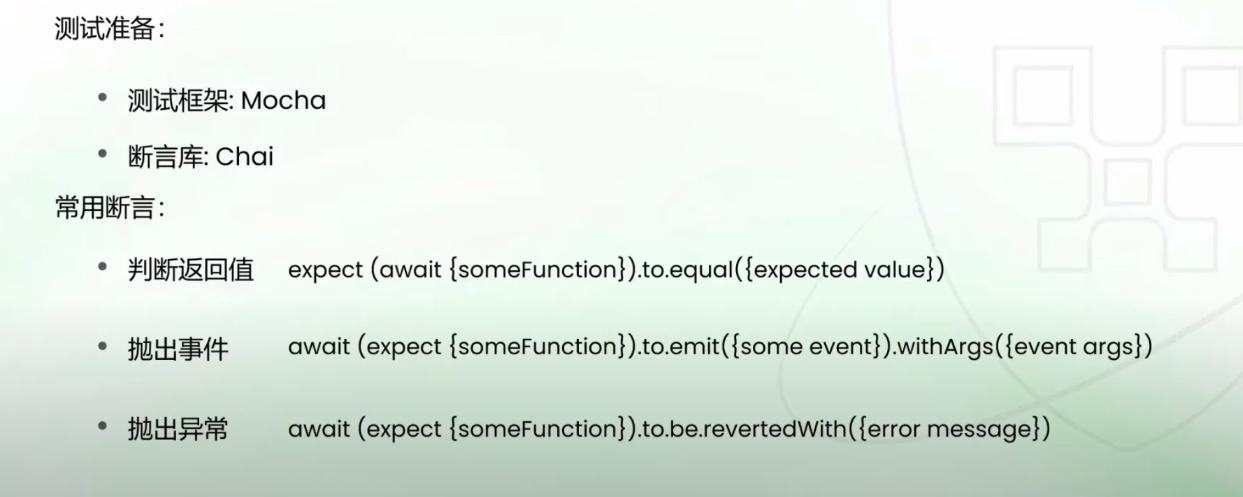 测试准备：
• 测试框架: Mocha
• 断言库: Chai
常用断言：
• 判断返回值 expect (await {someFunction}).to.equal({expected value})
• 抛出事件 await (expect {someFunction}).to.emit({some event}).withArgs({event args})
• 抛出异常 await (expect {someFunction}).to.be.revertedWith({error message})